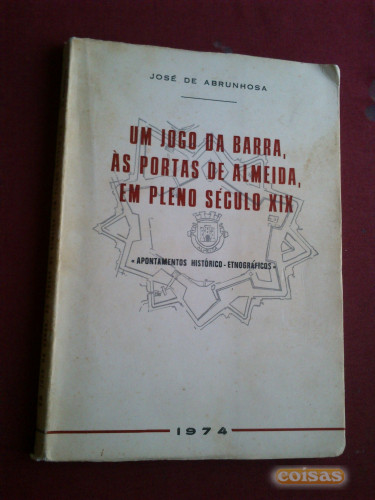 JOSÉ DE ABRUNHOSA
UM JOGO DA BARRA,
ÀS PORTAS DE ALMEIDA,
EM PLENO SÉCULO XIX
« APONTAMENTOS HISTÓRICO-ETNOGRÁFICOS »
1974
coisas